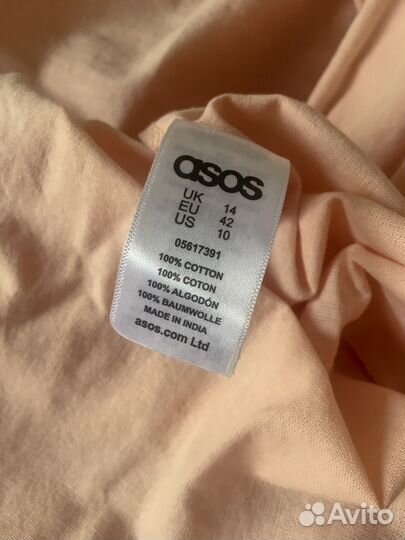 asos
UK 14
EU 42
US 10
05617391
100% COTTON
100% COTON
100% ALGODÓN
100% BAUMWOLLE
MADE IN INDIA
asos.com Ltd
Avito